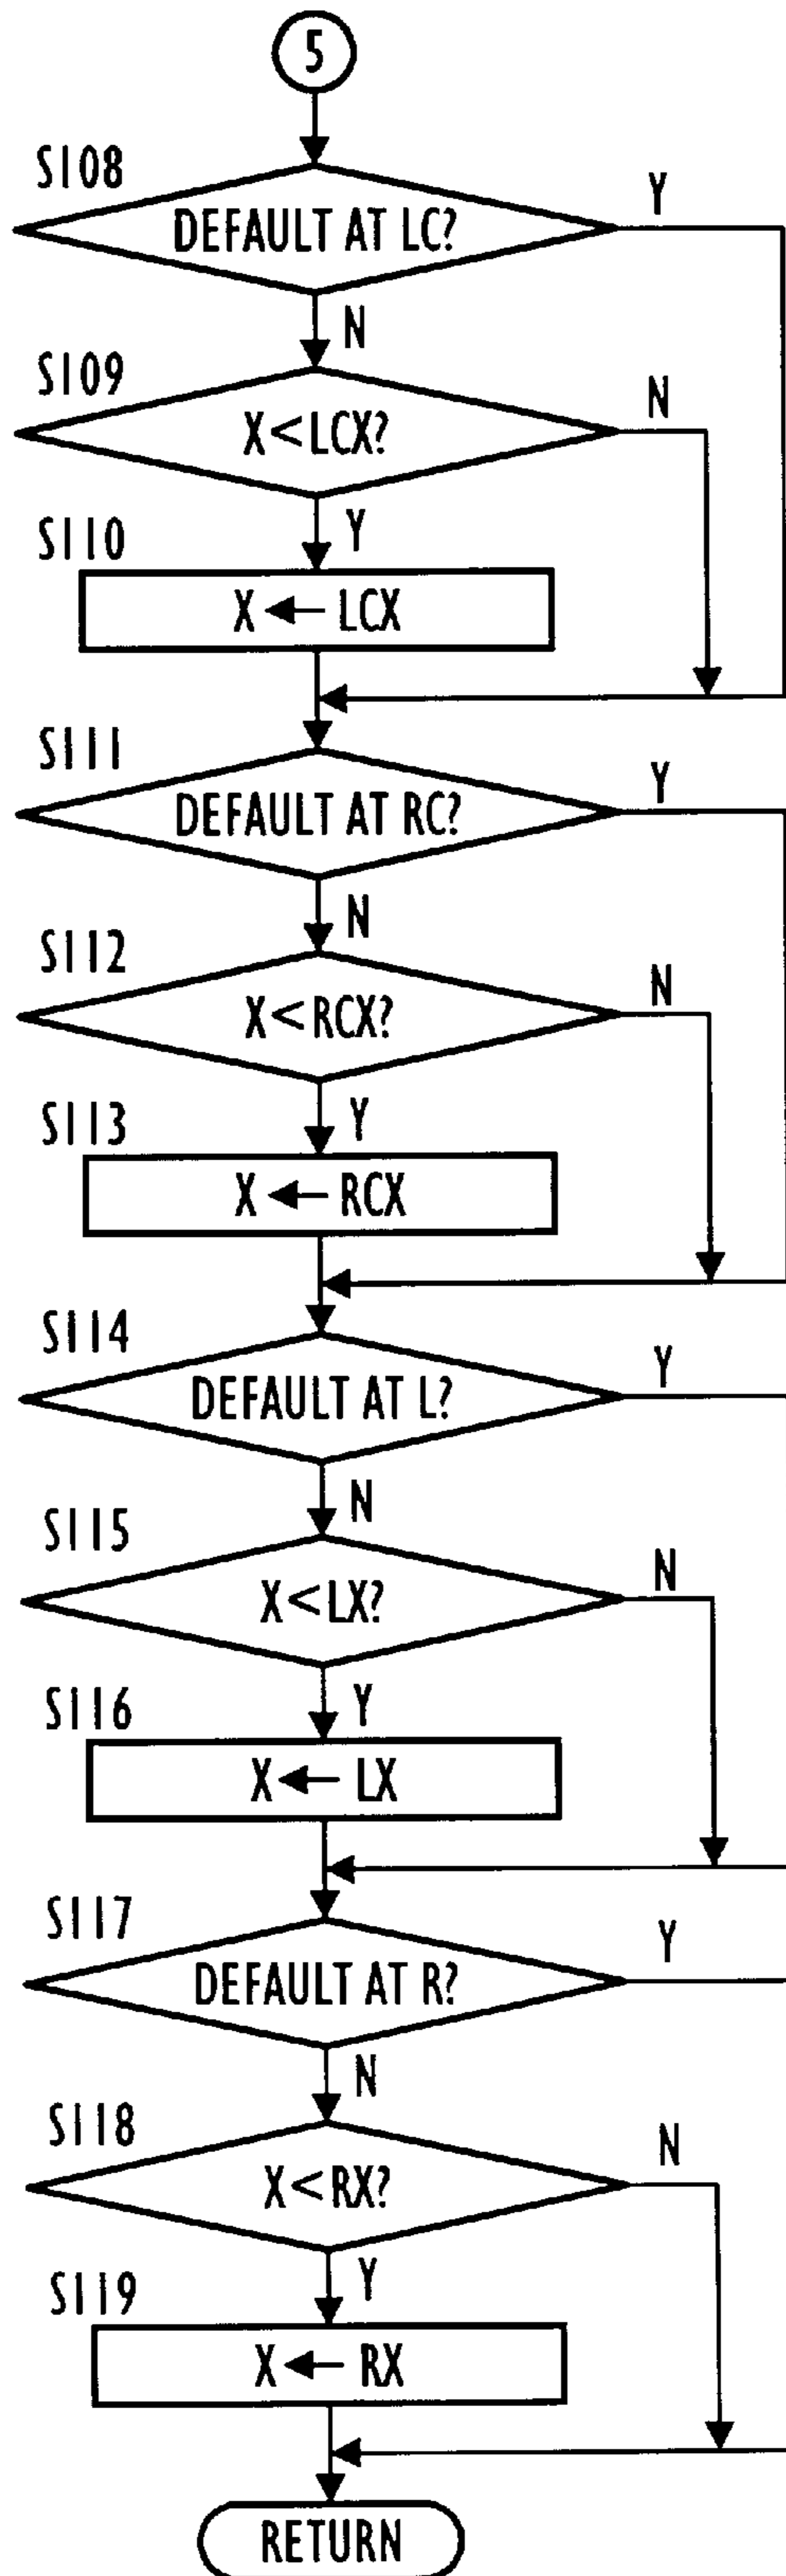 5
S108
DEFAULT AT LC?
Y
N
S109
X<LCX?
N
Y
S110
X ← LCX
S111
DEFAULT AT RC?
Y
N
S112
X<RCX?
N
Y
S113
X ← RCX
S114
DEFAULT AT L?
Y
N
S115
X<LX?
N
Y
S116
X ← LX
S117
DEFAULT AT R?
Y
N
S118
X<RX?
N
Y
S119
X ← RX
RETURN